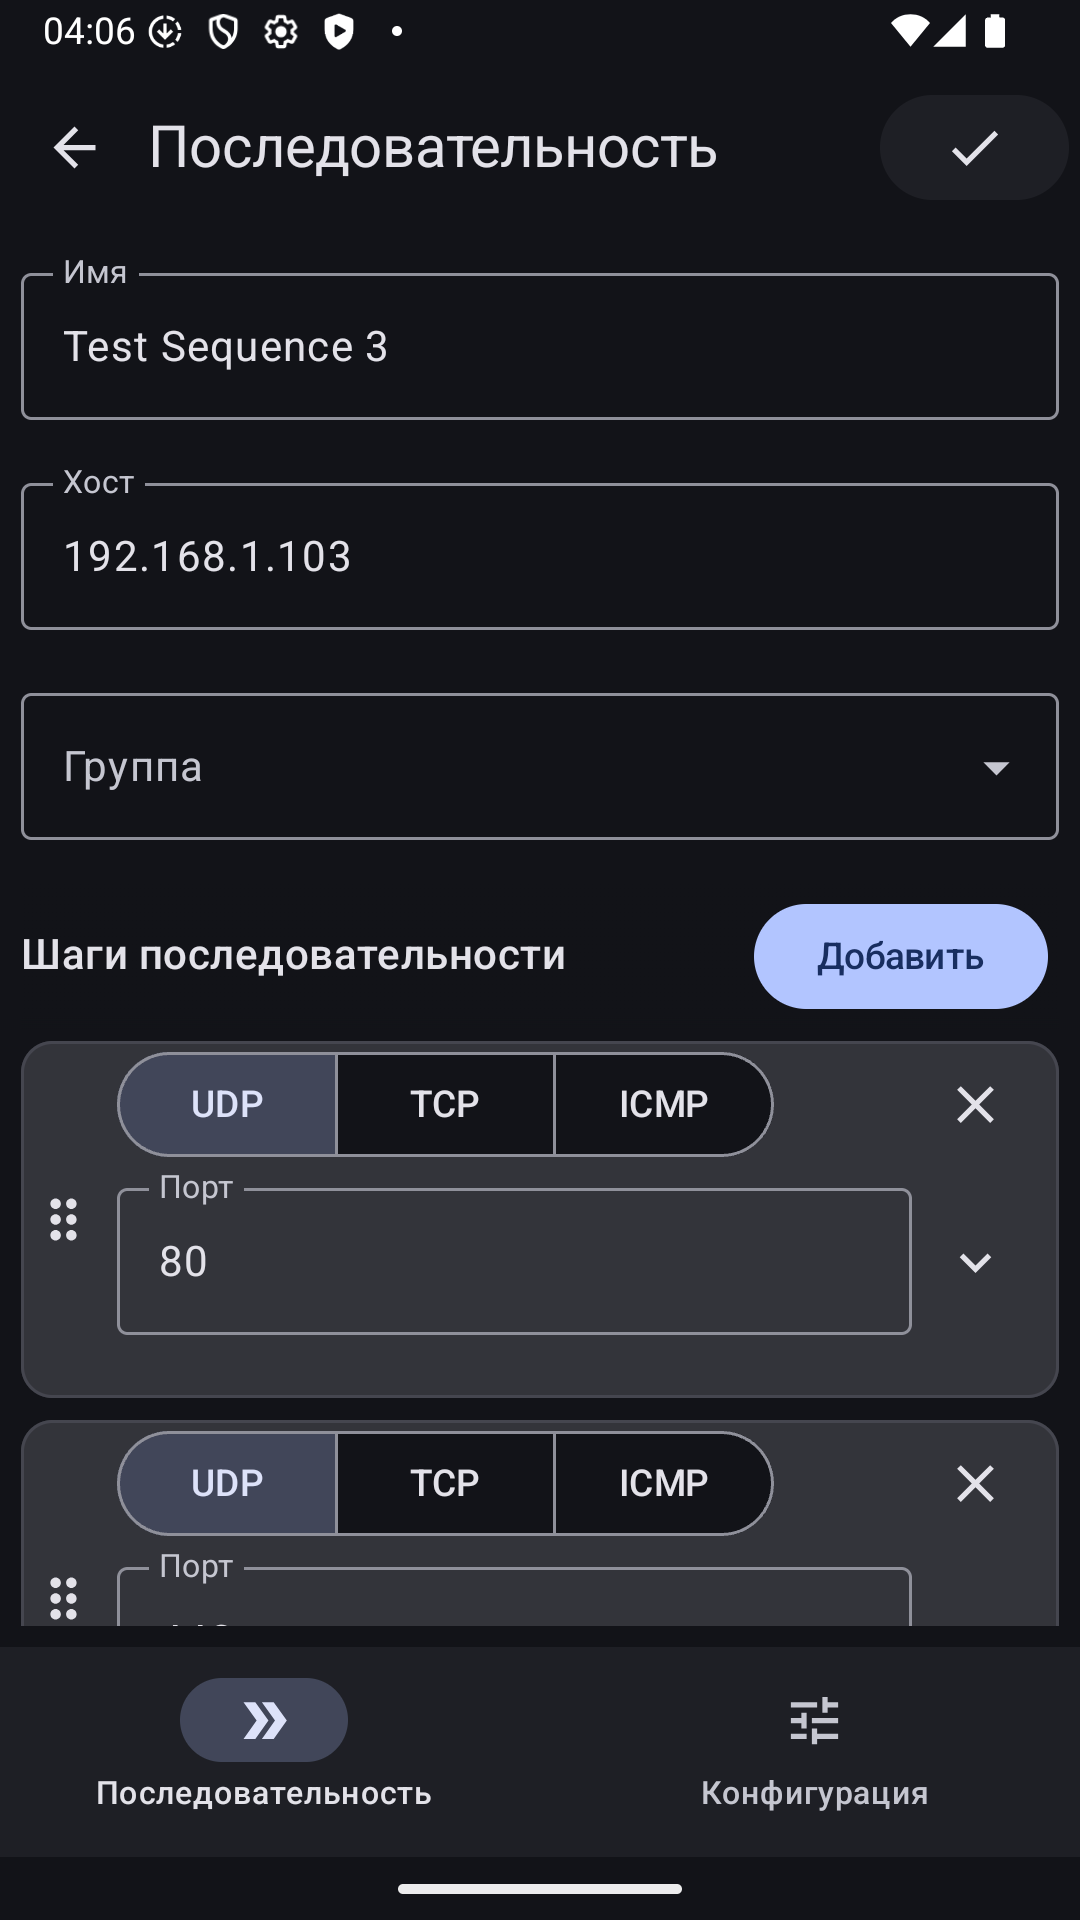 04:06
Последовательность
Имя
Test Sequence 3
Хост
192.168.1.103
Группа
Шаги последовательности
Добавить
UDP TCP ICMP
Порт
80
UDP TCP ICMP
Порт
Последовательность
Конфигурация